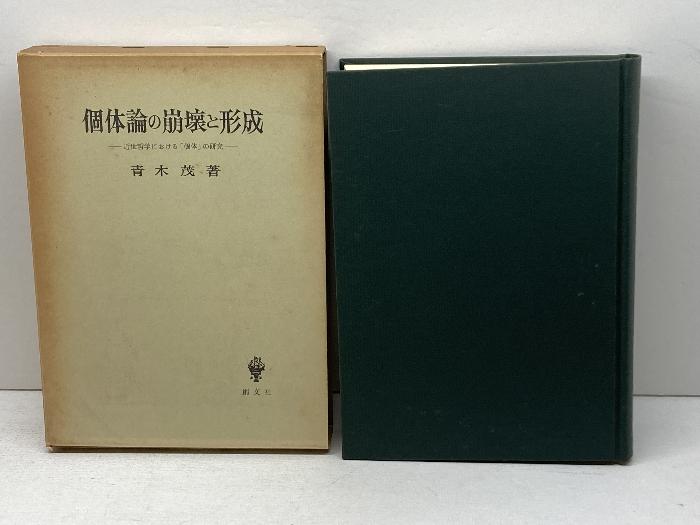 個体論の崩壊と形成
——近世哲学における「個体」の研究——
青木茂著
創文社